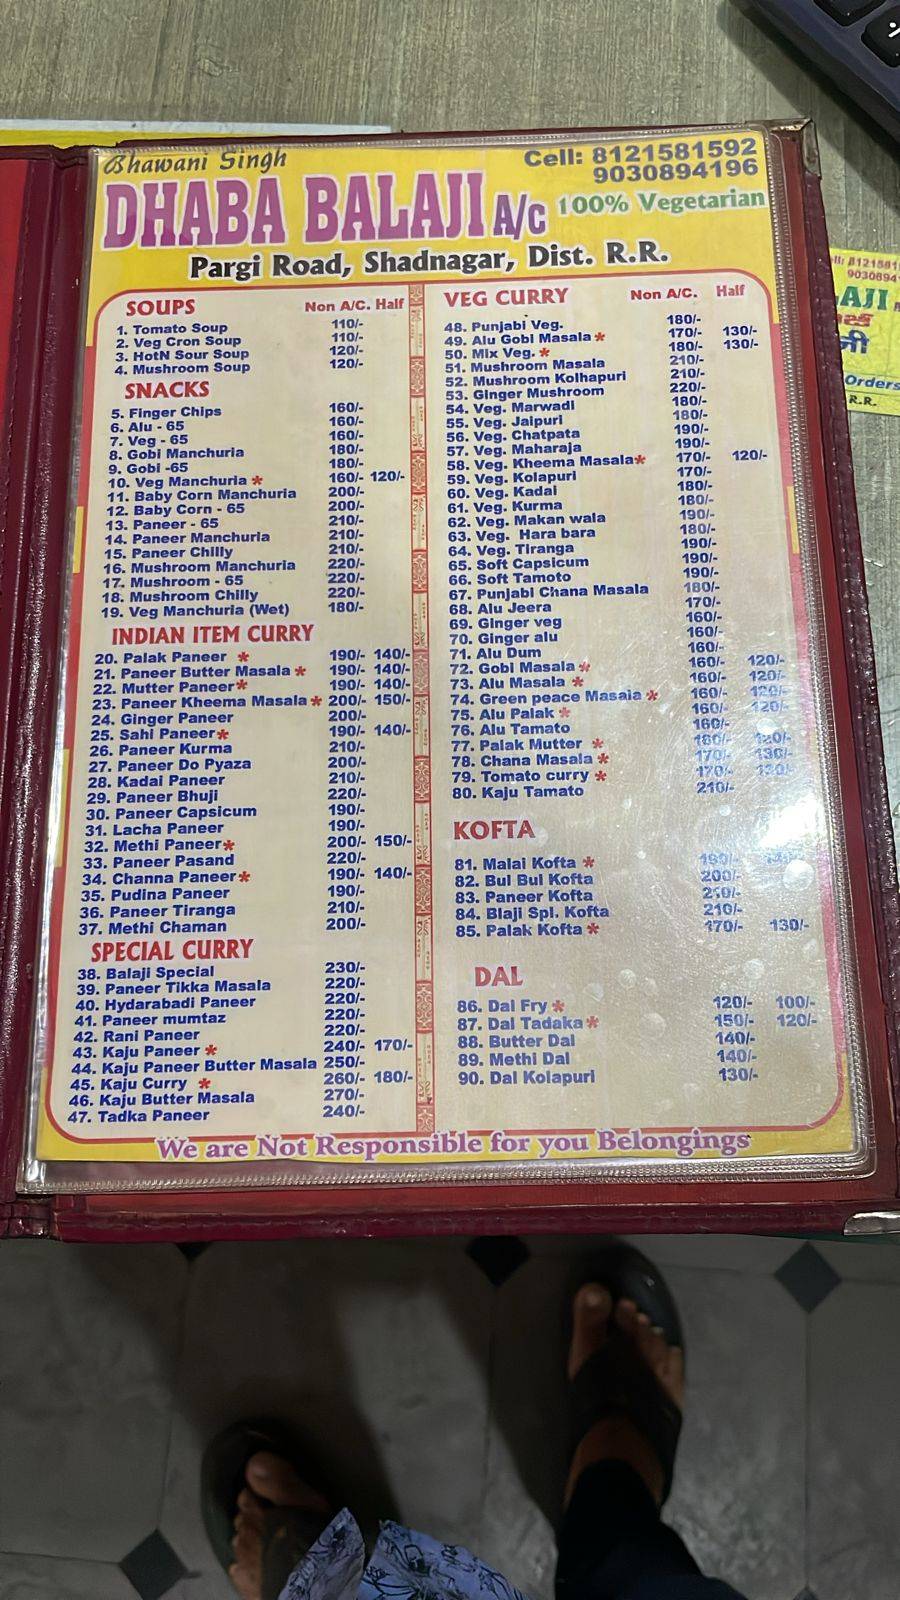 Bhawani Singh
Cell: 8121581592
9030894196
DHABA BALAJI A/c 100% Vegetarian
Pargi Road, Shadnagar, Dist. R.R.
SOUPS Non A/C. Half
1. Tomato Soup 110/-
2. Veg Cron Soup 110/-
3. HotN Sour Soup 120/-
4. Mushroom Soup 120/-
SNACKS
5. Finger Chips 160/-
6. Alu - 65 160/-
7. Veg - 65 160/-
8. Gobi Manchuria 180/-
9. Gobi -65 180/-
10. Veg Manchuria * 160/- 120/-
11. Baby Corn Manchuria 200/-
12. Baby Corn - 65 200/-
13. Paneer - 65 210/-
14. Paneer Manchuria 210/-
15. Paneer Chilly 210/-
16. Mushroom Manchuria 220/-
17. Mushroom - 65 220/-
18. Mushroom Chilly 220/-
19. Veg Manchuria (Wet) 180/-
INDIAN ITEM CURRY
20. Palak Paneer * 190/- 140/-
21. Paneer Butter Masala * 190/- 140/-
22. Mutter Paneer* 190/- 140/-
23. Paneer Kheema Masala* 200/- 150/-
24. Ginger Paneer 200/-
25. Sahi Paneer* 190/- 140/-
26. Paneer Kurma 210/-
27. Paneer Do Pyaza 200/-
28. Kadai Paneer 210/-
29. Paneer Bhuji 220/-
30. Paneer Capsicum 190/-
31. Lacha Paneer 190/-
32. Methi Paneer* 200/- 150/-
33. Paneer Pasand 220/-
34. Channa Paneer* 190/- 140/-
35. Pudina Paneer 190/-
36. Paneer Tiranga 210/-
37. Methi Chaman 200/-
SPECIAL CURRY
38. Balaji Special 230/-
39. Paneer Tikka Masala 220/-
40. Hydarabadi Paneer 220/-
41. Paneer mumtaz 220/-
42. Rani Paneer 220/-
43. Kaju Paneer * 240/- 170/-
44. Kaju Paneer Butter Masala 250/-
45. Kaju Curry * 260/- 180/-
46. Kaju Butter Masala 270/-
47. Tadka Paneer 240/-
VEG CURRY Non A/C. Half
48. Punjabi Veg. 180/-
49. Alu Gobi Masala * 170/- 130/-
50. Mix Veg. * 180/- 130/-
51. Mushroom Masala 210/-
52. Mushroom Kolhapuri 210/-
53. Ginger Mushroom 220/-
54. Veg. Marwadi 180/-
55. Veg. Jaipuri 180/-
56. Veg. Chatpata 190/-
57. Veg. Maharaja 190/-
58. Veg. Kheema Masala* 170/- 120/-
59. Veg. Kolapuri 170/-
60. Veg. Kadai 180/-
61. Veg. Kurma 180/-
62. Veg. Makan wala 190/-
63. Veg. Hara bara 180/-
64. Veg. Tiranga 190/-
65. Soft Capsicum 190/-
66. Soft Tamoto 190/-
67. Punjabi Chana Masala 180/-
68. Alu Jeera 170/-
69. Ginger veg 160/-
70. Ginger alu 160/-
71. Alu Dum 160/-
72. Gobi Masala * 160/- 120/-
73. Alu Masala * 160/- 120/-
74. Green peace Masala * 160/- 120/-
75. Alu Palak * 160/- 120/-
76. Alu Tamato 160/-
77. Palak Mutter * 180/-
78. Chana Masala * 170/- 130/-
79. Tomato curry * 170/- 130/-
80. Kaju Tamato 210/-
KOFTA
81. Malai Kofta * 190/-
82. Bul Bul Kofta 200/-
83. Paneer Kofta 210/-
84. Blaji Spl. Kofta 210/-
85. Palak Kofta * 170/- 130/-
DAL
86. Dal Fry * 120/- 100/-
87. Dal Tadaka * 150/- 120/-
88. Butter Dal 140/-
89. Methi Dal 140/-
90. Dal Kolapuri 130/-
We are Not Responsible for you Belongings
AJI
Orders
R.R.